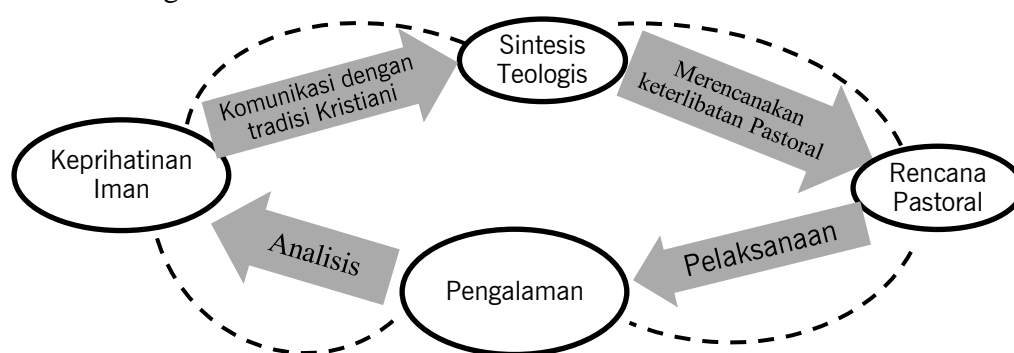 Sintesis
Teologis
Komunikasi dengan
tradisi Kristiani
Merencanakan
keterlibatan Pastoral
Keprihatinan
Iman
Rencana
Pastoral
Analisis
Pelaksanaan
Pengalaman